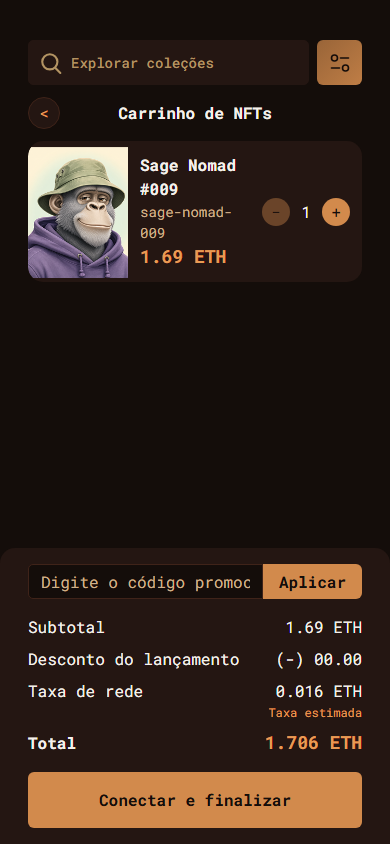 Explorar coleções
<
Carrinho de NFTs
Sage Nomad
#009
sage-nomad-
009
1.69 ETH
- 1 +
Digite o código promoc
Aplicar
Subtotal 1.69 ETH
Desconto do lançamento (-) 00.00
Taxa de rede 0.016 ETH
Taxa estimada
Total 1.706 ETH
Conectar e finalizar